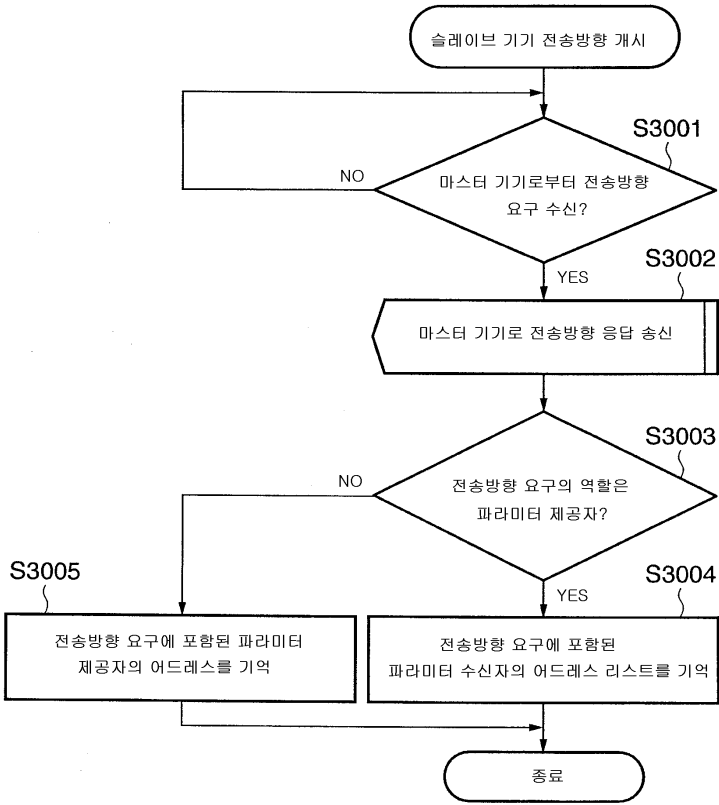 슬레이브 기기 전송방향 개시
S3001
마스터 기기로부터 전송방향
요구 수신?
NO
YES
S3002
마스터 기기로 전송방향 응답 송신
S3003
전송방향 요구의 역할은
파라미터 제공자?
NO
YES
S3005
전송방향 요구에 포함된 파라미터
제공자의 어드레스를 기억
S3004
전송방향 요구에 포함된
파라미터 수신자의 어드레스 리스트를 기억
종료